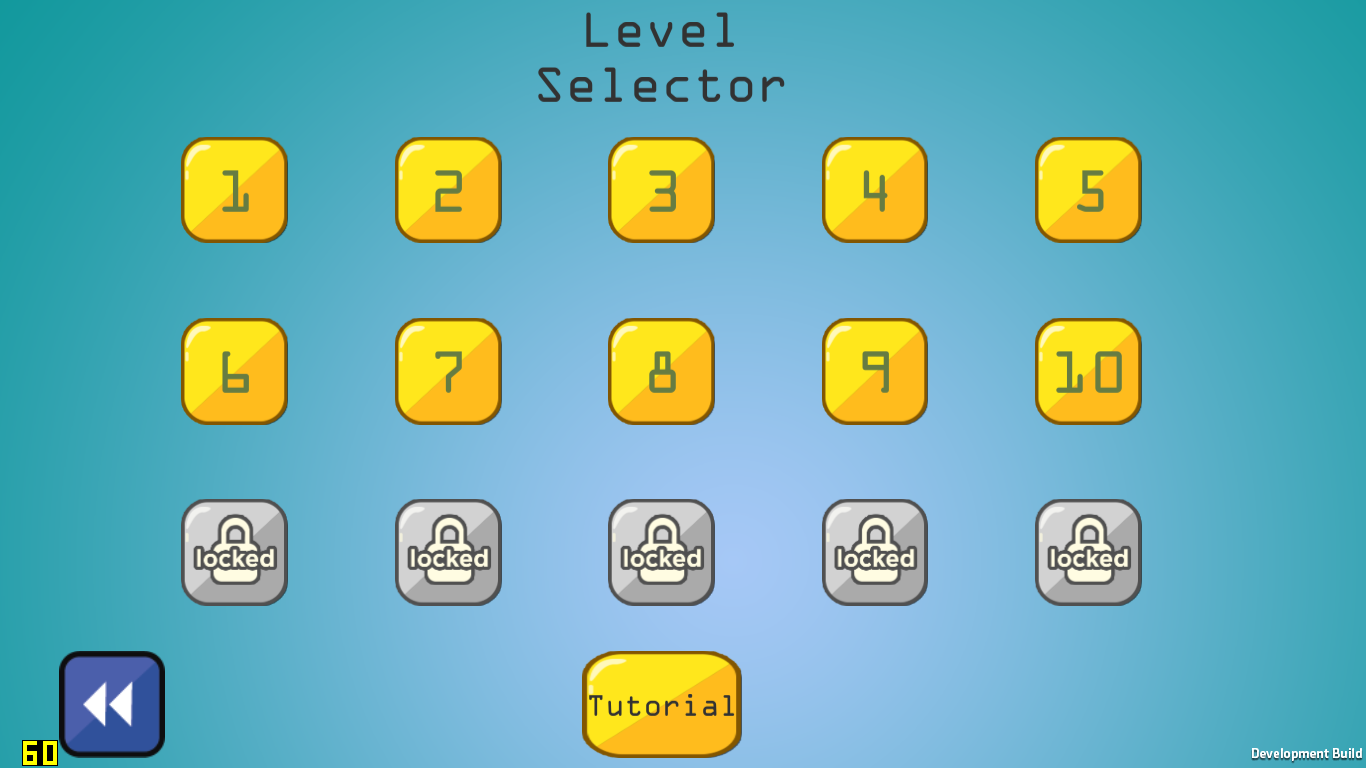 Level
Selector
1 2 3 4 5
6 7 8 9 10
locked locked locked locked locked
Tutorial
60
Development Build